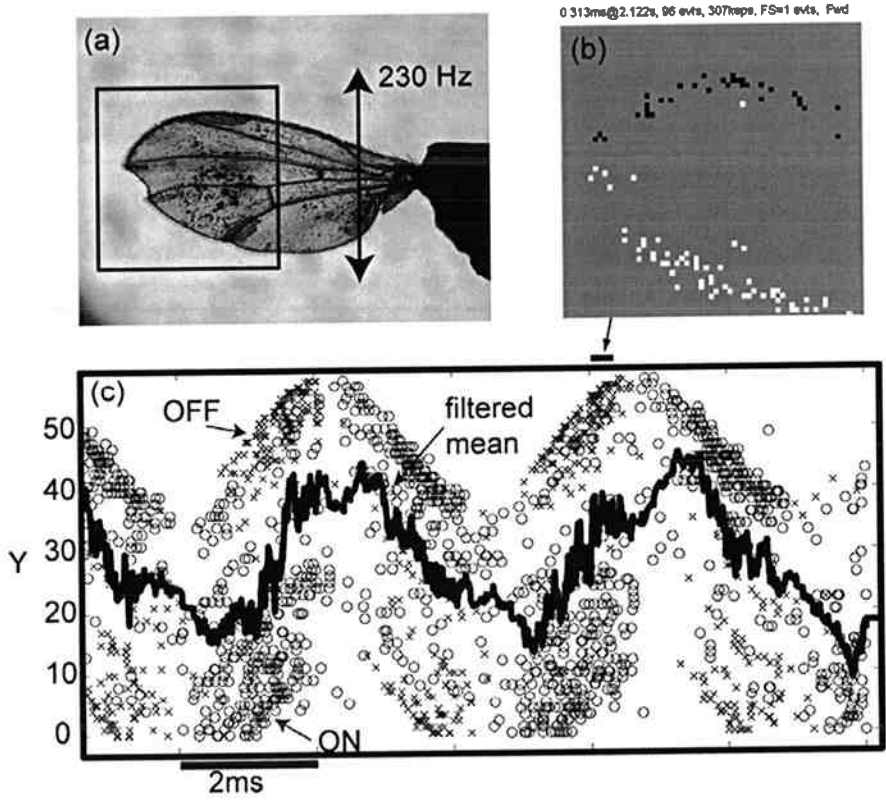 0.313ms@2.122s, 96 evts, 307keps, FS=1 evts, Fwd
(a)
230 Hz
(b)
(c)
OFF
filtered
mean
50
40
30
20
10
0
Y
ON
2ms